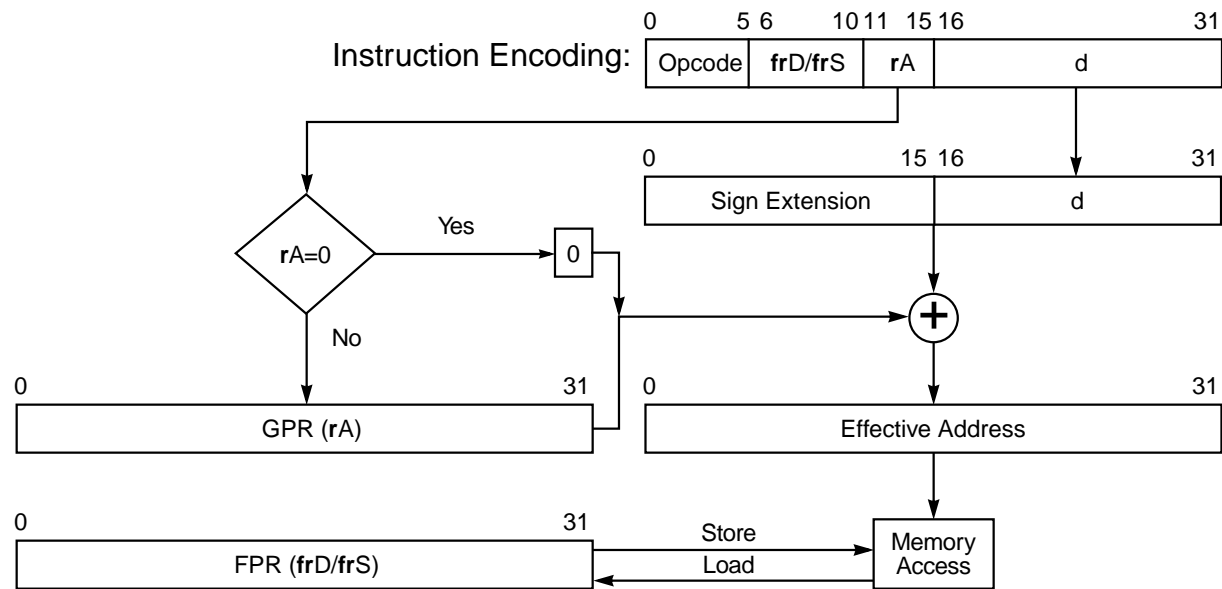 0 5 6 10 11 15 16 31
Instruction Encoding: Opcode frD/frS rA d
0 15 16 31
Sign Extension d
rA=0 Yes 0
+
No
0 31 0 31
GPR (rA) Effective Address
0 31
FPR (frD/frS) Store Memory
Load Access